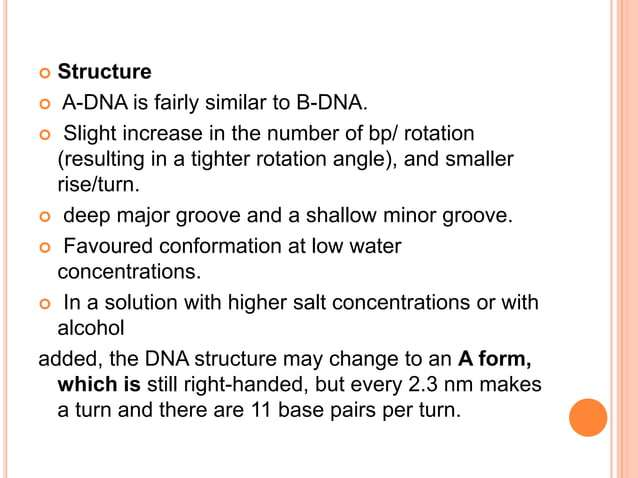 Structure
A-DNA is fairly similar to B-DNA.
Slight increase in the number of bp/ rotation
(resulting in a tighter rotation angle), and smaller
rise/turn.
deep major groove and a shallow minor groove.
Favoured conformation at low water
concentrations.
In a solution with higher salt concentrations or with
alcohol
added, the DNA structure may change to an A form,
which is still right-handed, but every 2.3 nm makes
a turn and there are 11 base pairs per turn.